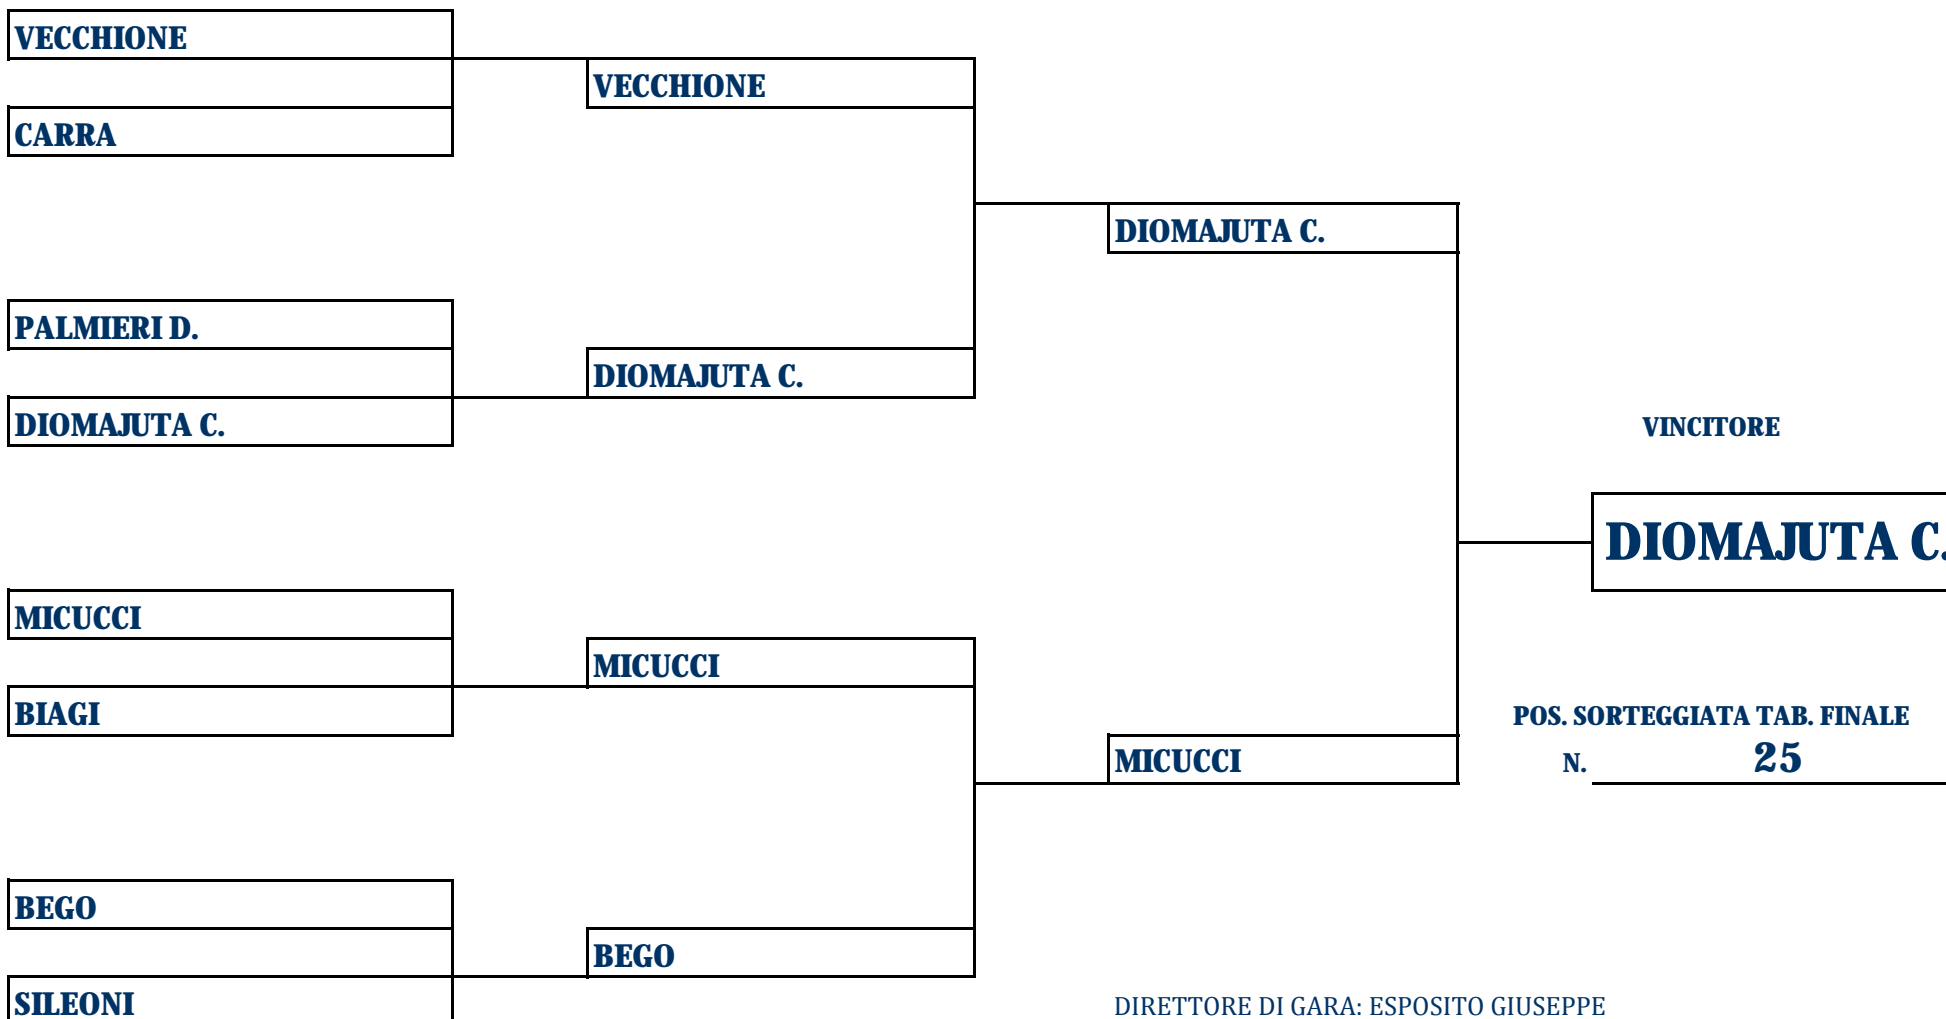 VECCHIONE
VECCHIONE
CARRA
DIOMAJUTA C.
PALMIERI D.
DIOMAJUTA C.
DIOMAJUTA C.
VINCITORE
DIOMAJUTA C.
MICUCCI
MICUCCI
BIAGI
POS. SORTEGGIATA TAB. FINALE
MICUCCI
N. 25
BEGO
BEGO
SILEONI
DIRETTORE DI GARA: ESPOSITO GIUSEPPE